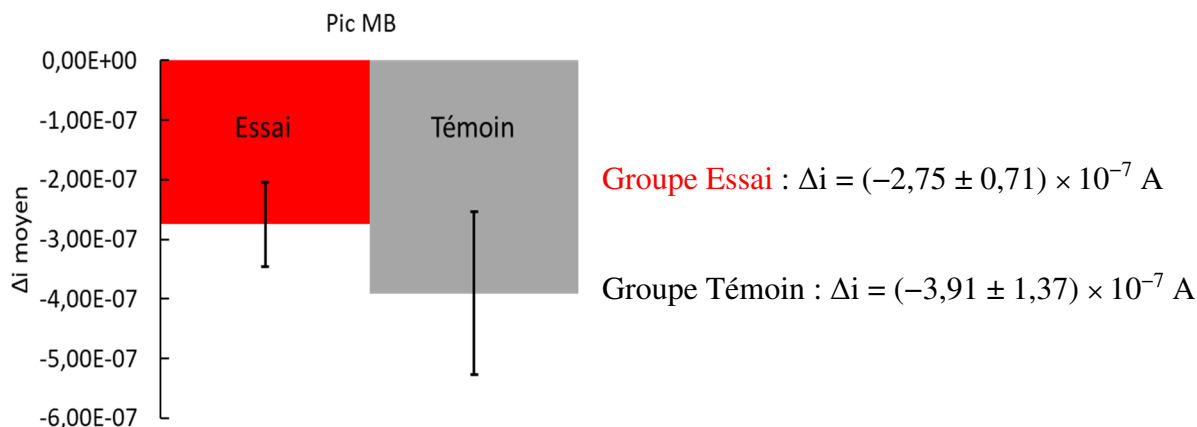 Pic MB
0,00E+00
-1,00E-07
-2,00E-07
-3,00E-07
-4,00E-07
-5,00E-07
-6,00E-07
Δi moyen
Essai
Témoin
Groupe Essai : Δi = (−2,75 ± 0,71) × 10⁻⁷ A
Groupe Témoin : Δi = (−3,91 ± 1,37) × 10⁻⁷ A